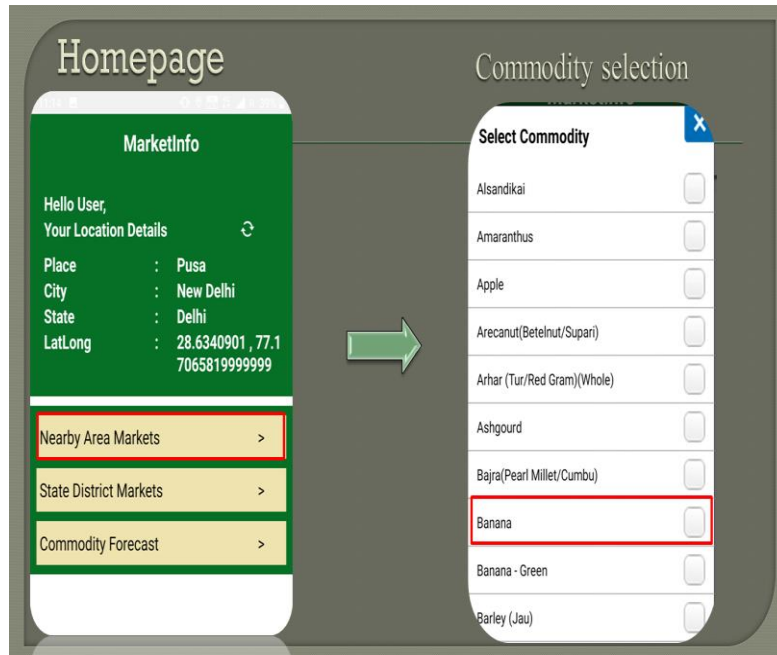 Homepage
MarketInfo
Hello User,
Your Location Details
Place : Pusa
City : New Delhi
State : Delhi
LatLong : 28.6340901 , 77.1
7065819999999
Nearby Area Markets >
State District Markets >
Commodity Forecast >
Commodity selection
Select Commodity X
Alsandikai
Amaranthus
Apple
Arecanut(Betelnut/Supari)
Arhar (Tur/Red Gram)(Whole)
Ashgourd
Bajra(Pearl Millet/Cumbu)
Banana
Banana - Green
Barley (Jau)